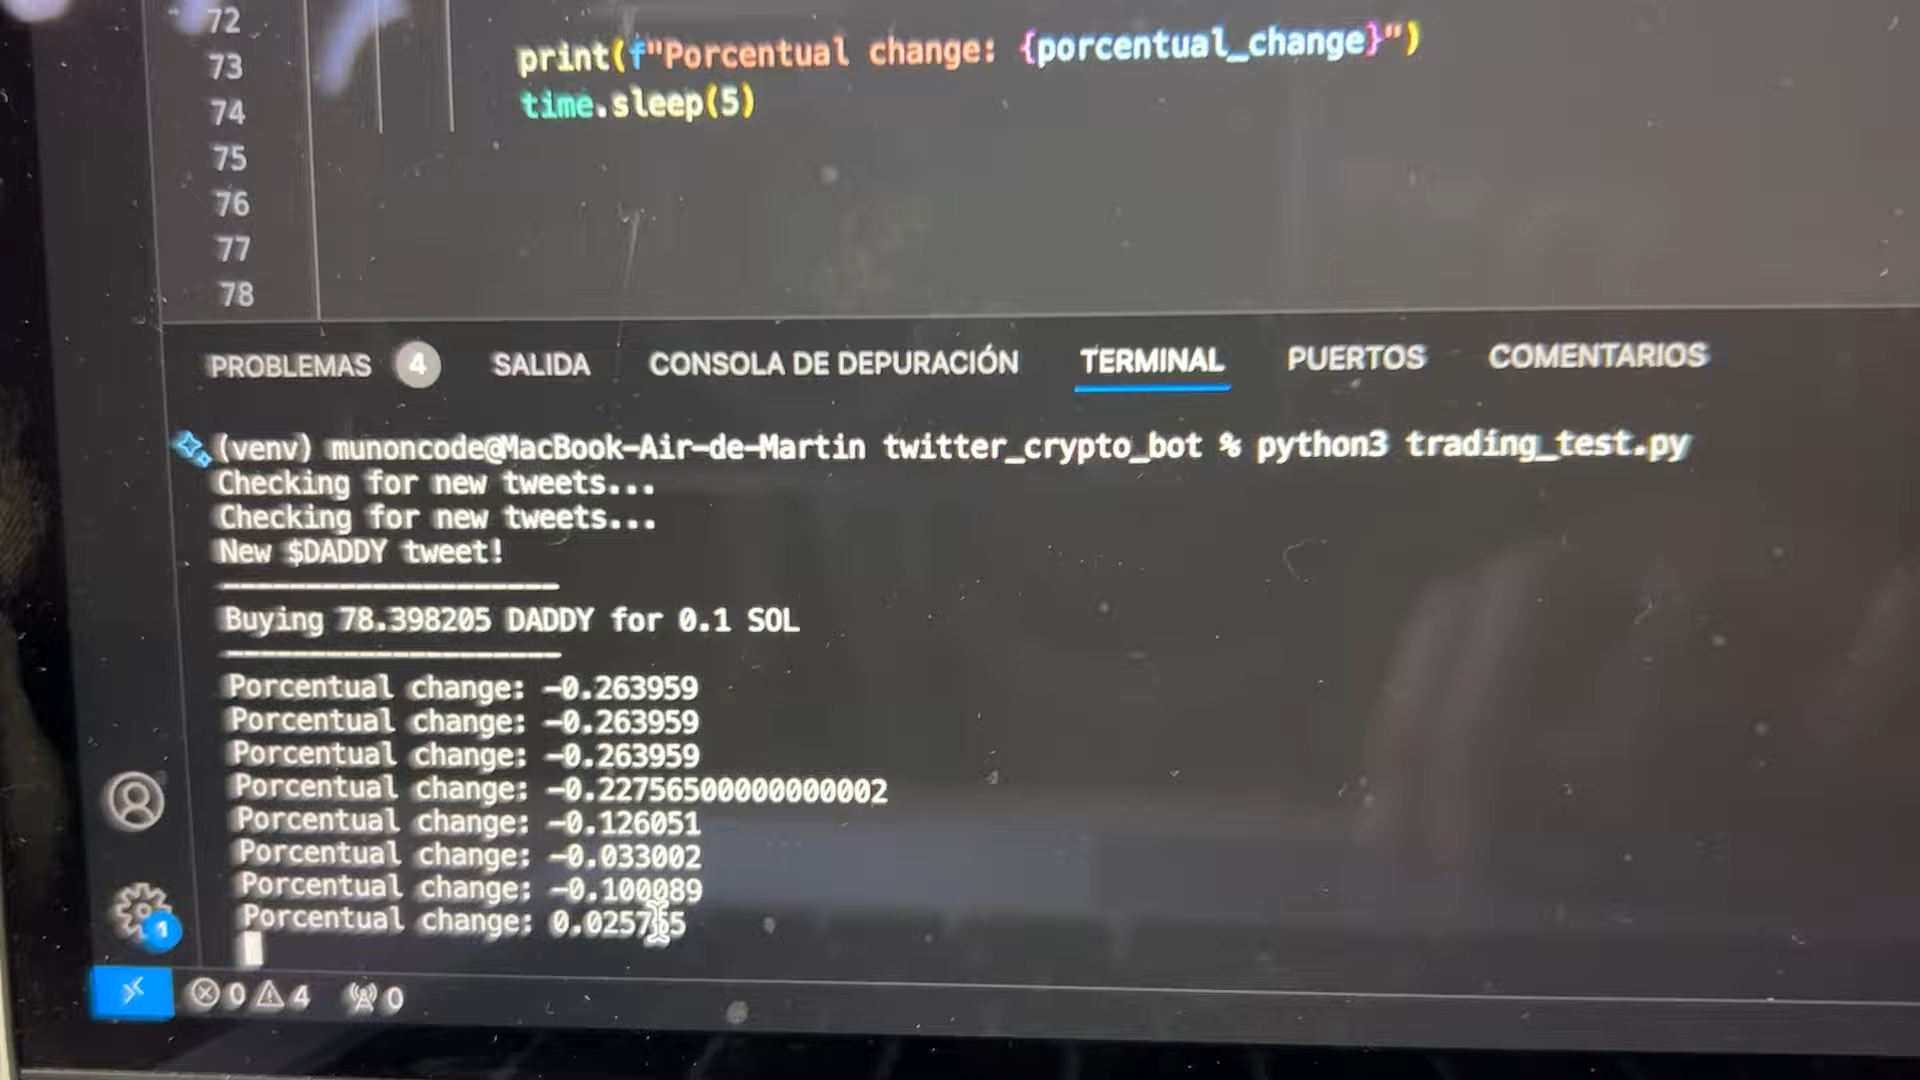 72
73 print(f"Porcentual change: {porcentual_change}")
74 time.sleep(5)
75
76
77
78
PROBLEMAS 4 SALIDA CONSOLA DE DEPURACIÓN TERMINAL PUERTOS COMENTARIOS
(venv) munoncode@MacBook-Air-de-Martin twitter_crypto_bot % python3 trading_test.py
Checking for new tweets...
Checking for new tweets...
New $DADDY tweet!
Buying 78.398205 DADDY for 0.1 SOL
Porcentual change: -0.263959
Porcentual change: -0.263959
Porcentual change: -0.263959
Porcentual change: -0.22756500000000002
Porcentual change: -0.126051
Porcentual change: -0.033002
Porcentual change: -0.100089
Porcentual change:
1
0 4 0